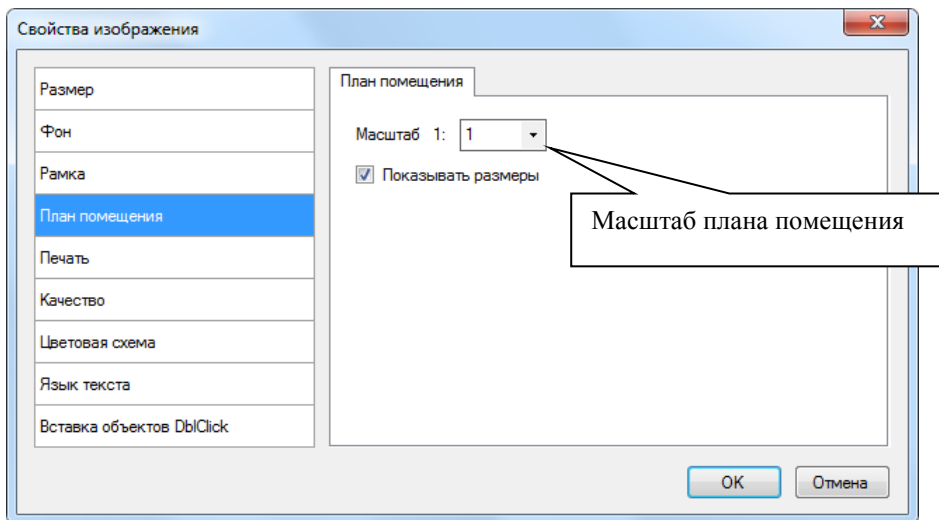 Свойства изображения
Размер
Фон
Рамка
План помещения
Печать
Качество
Цветовая схема
Язык текста
Вставка объектов DblClick
План помещения
Масштаб 1: 1
Показывать размеры
Масштаб плана помещения
OK
Отмена